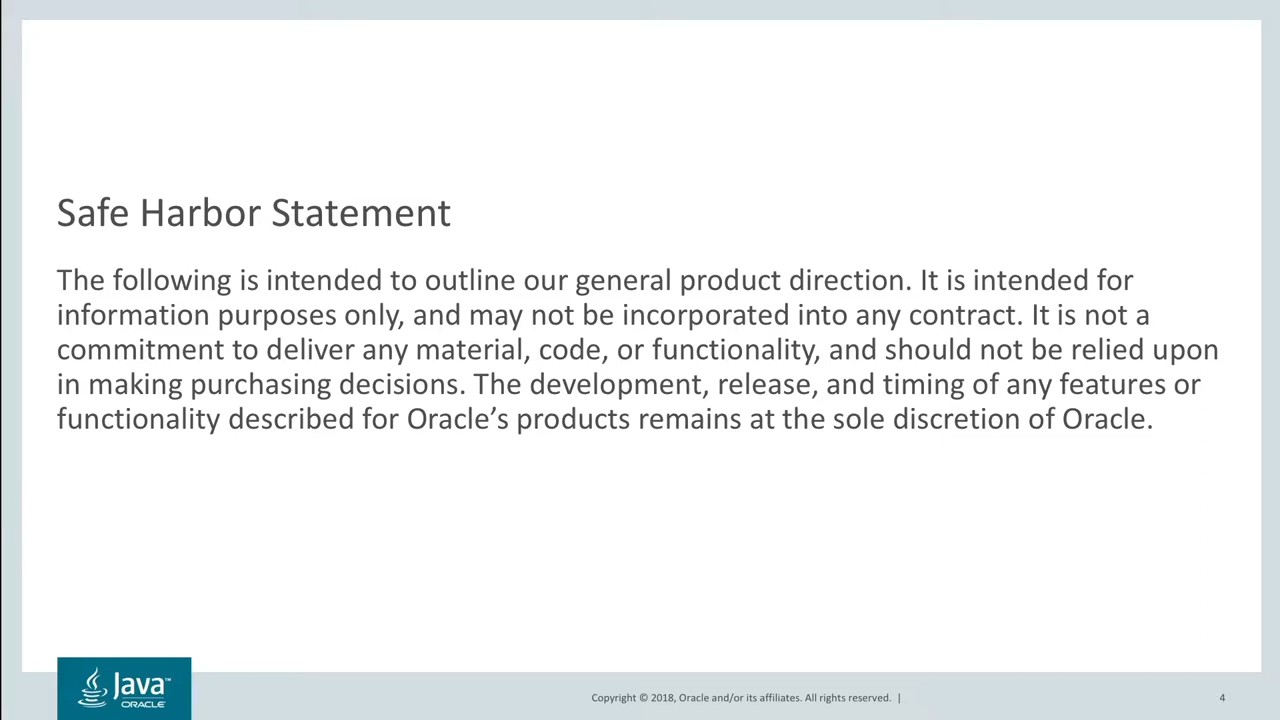 Safe Harbor Statement
The following is intended to outline our general product direction. It is intended for
information purposes only, and may not be incorporated into any contract. It is not a
commitment to deliver any material, code, or functionality, and should not be relied upon
in making purchasing decisions. The development, release, and timing of any features or
functionality described for Oracle’s products remains at the sole discretion of Oracle.
Java™
ORACLE
Copyright © 2018, Oracle and/or its affiliates. All rights reserved. |
4